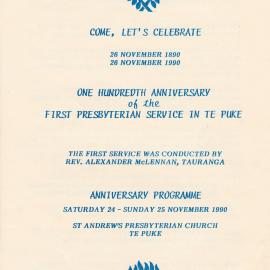 COME, LET'S CELEBRATE
26 NOVEMBER 1890
26 NOVEMBER 1990
ONE HUNDREDTH ANNIVERSARY
of the
FIRST PRESBYTERIAN SERVICE IN TE PUKE
THE FIRST SERVICE WAS CONDUCTED BY
REV. ALEXANDER McLENNAN, TAURANGA
ANNIVERSARY PROGRAMME
SATURDAY 24 - SUNDAY 25 NOVEMBER 1990
ST ANDREW'S PRESBYTERIAN CHURCH
TE PUKE